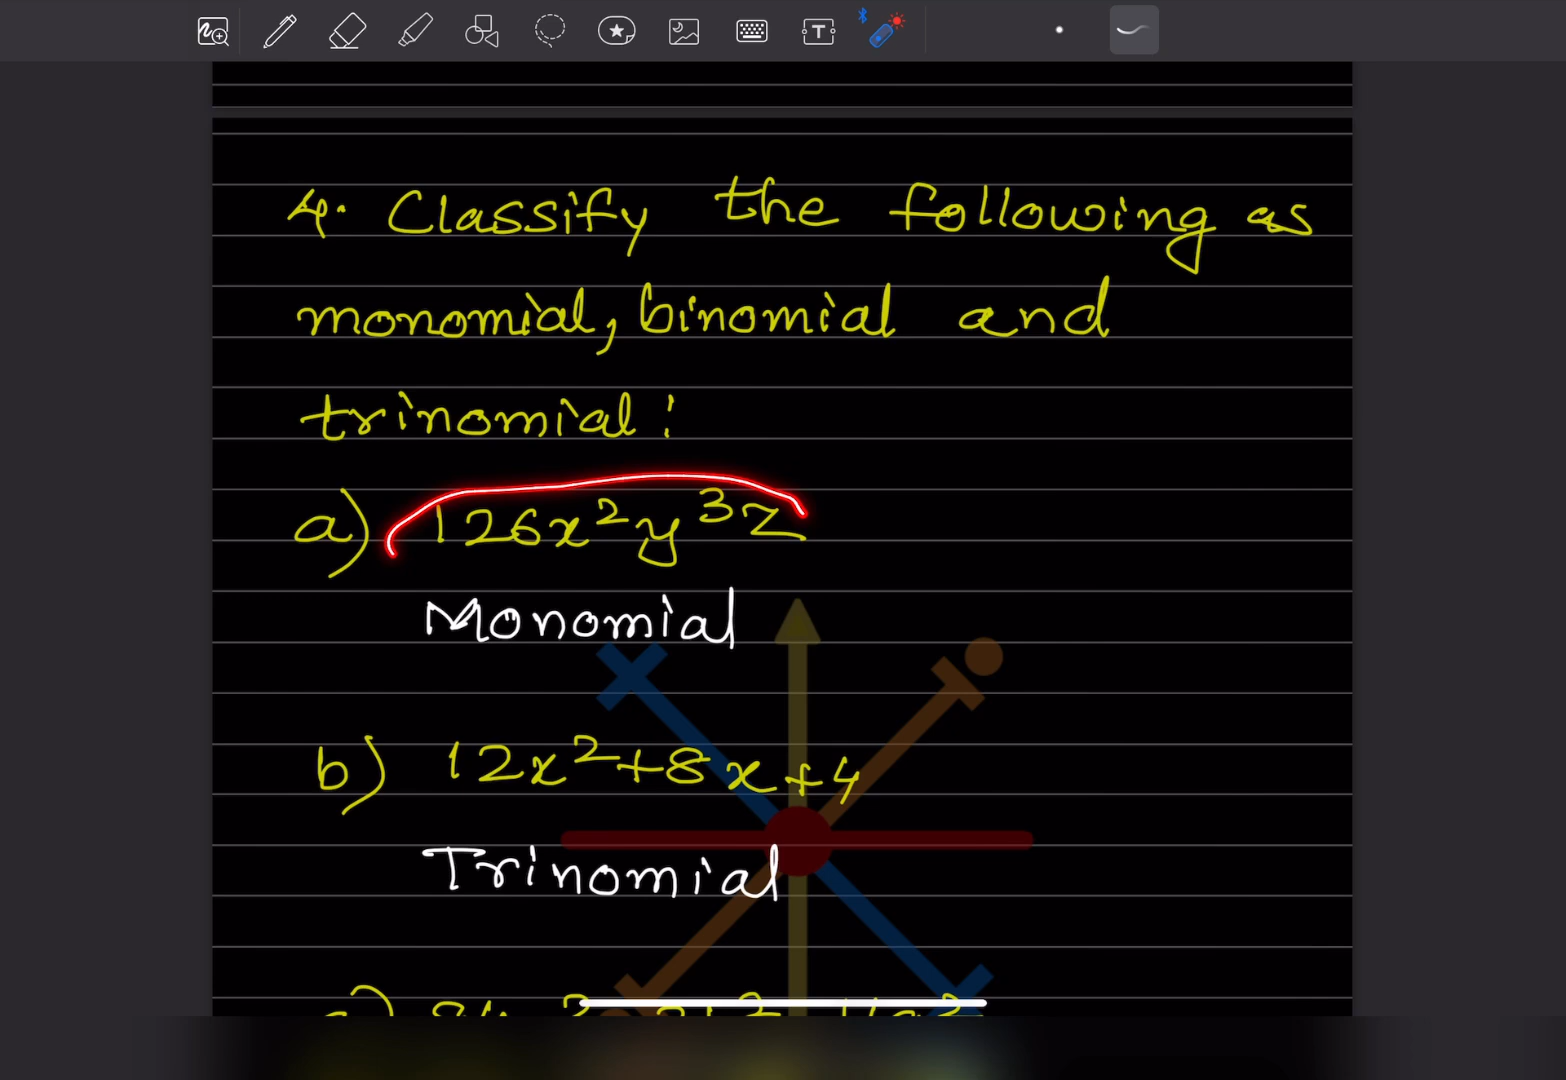 4. Classify the following as
monomial, binomial and
trinomial:
a) 126x²y³z
Monomial
b) 12x²+8x+4
Trinomial